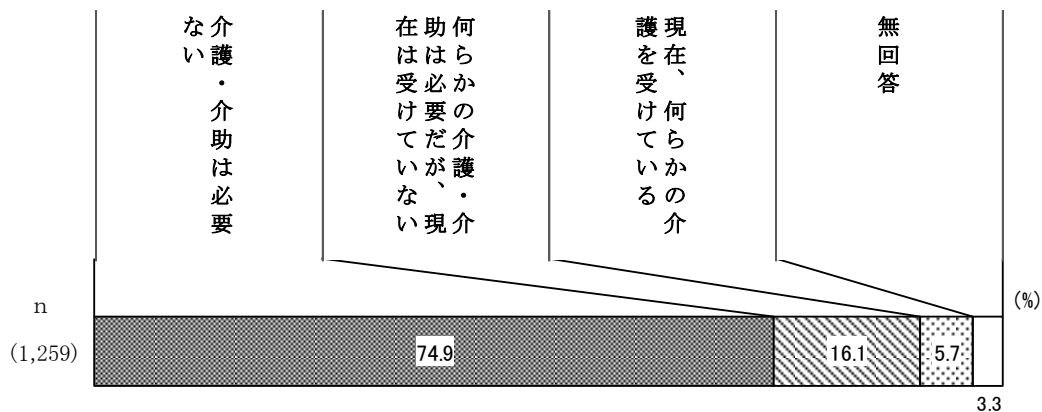 介護・介助は必要
ない
何らかの介護・介
助は必要だが、現
在は受けていない
現在、何らかの介
護を受けている
無回答
(%)
n
(1,259)
74.9
16.1
5.7
3.3